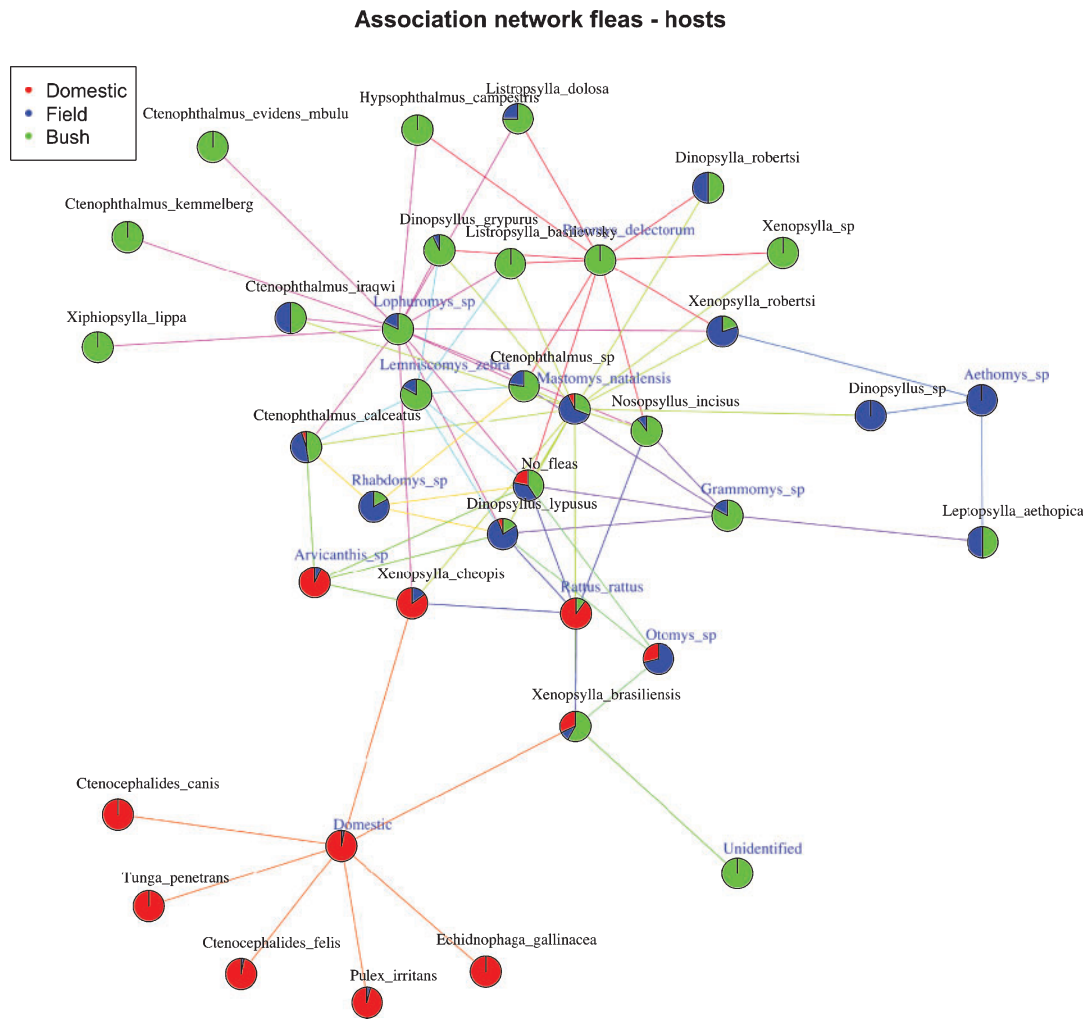 Association network fleas - hosts
Domestic
Field
Bush
Listropsylla_dolosa
Hypsophthalmus_campestris
Ctenophthalmus_evidens_mbulu
Dinopsylla_robertsi
Ctenophthalmus_kemmelberg
Dinopsyllus_grypurus
Xenopsylla_sp
Listropsylla_basilewsky
Praomys_delectorum
Ctenophthalmus_iraqwi
Lophuromys_sp
Xenopsylla_robertsi
Xiphiopsylla_lippa
Ctenophthalmus_sp
Lemniscomys_zebra
Mastomys_natalensis
Aethomys_sp
Dinopsyllus_sp
Nosopsyllus_incisus
Ctenophthalmus_calceatus
No_fleas
Rhabdomys_sp
Grammomys_sp
Dinopsyllus_lypusus
Leptopsylla_aethopica
Arvicanthis_sp
Xenopsylla_cheopis
Rattus_rattus
Otomys_sp
Xenopsylla_brasiliensis
Ctenocephalides_canis
Domestic
Unidentified
Tunga_penetrans
Ctenocephalides_felis
Echidnophaga_gallinacea
Pulex_irritans